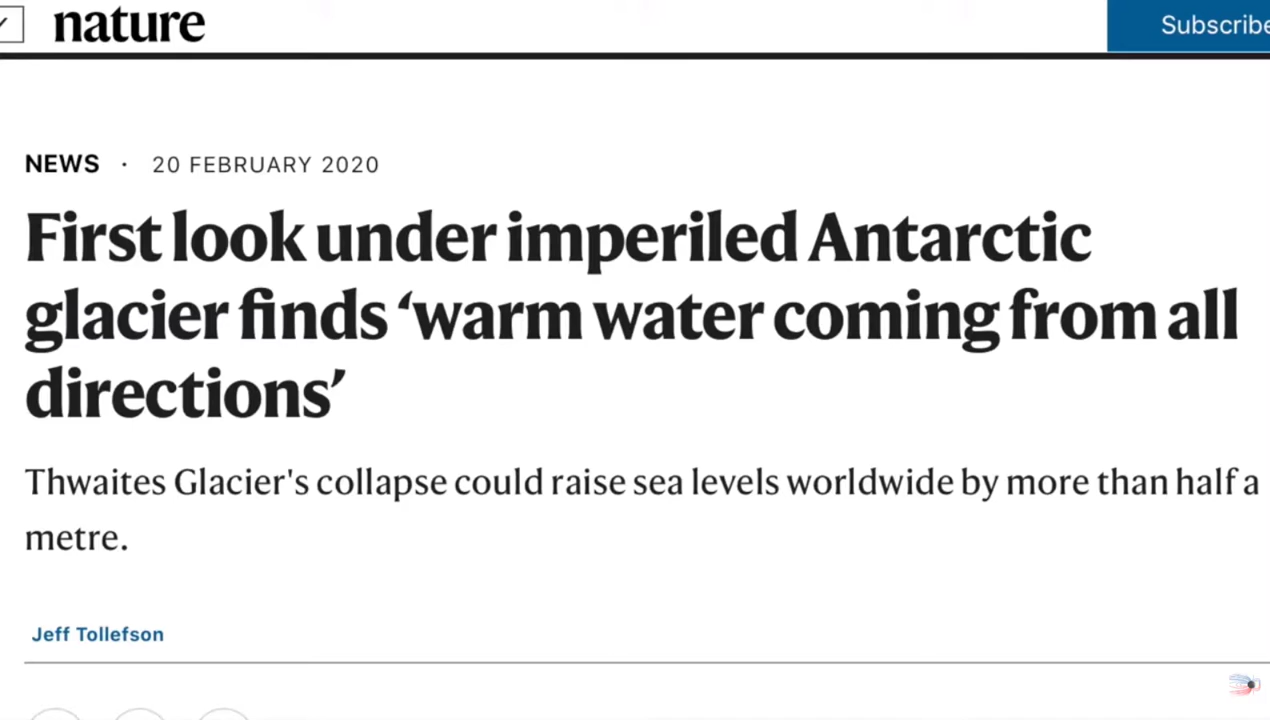 nature
Subscribe
NEWS · 20 FEBRUARY 2020
First look under imperiled Antarctic
glacier finds ‘warm water coming from all
directions’
Thwaites Glacier's collapse could raise sea levels worldwide by more than half a
metre.
Jeff Tollefson